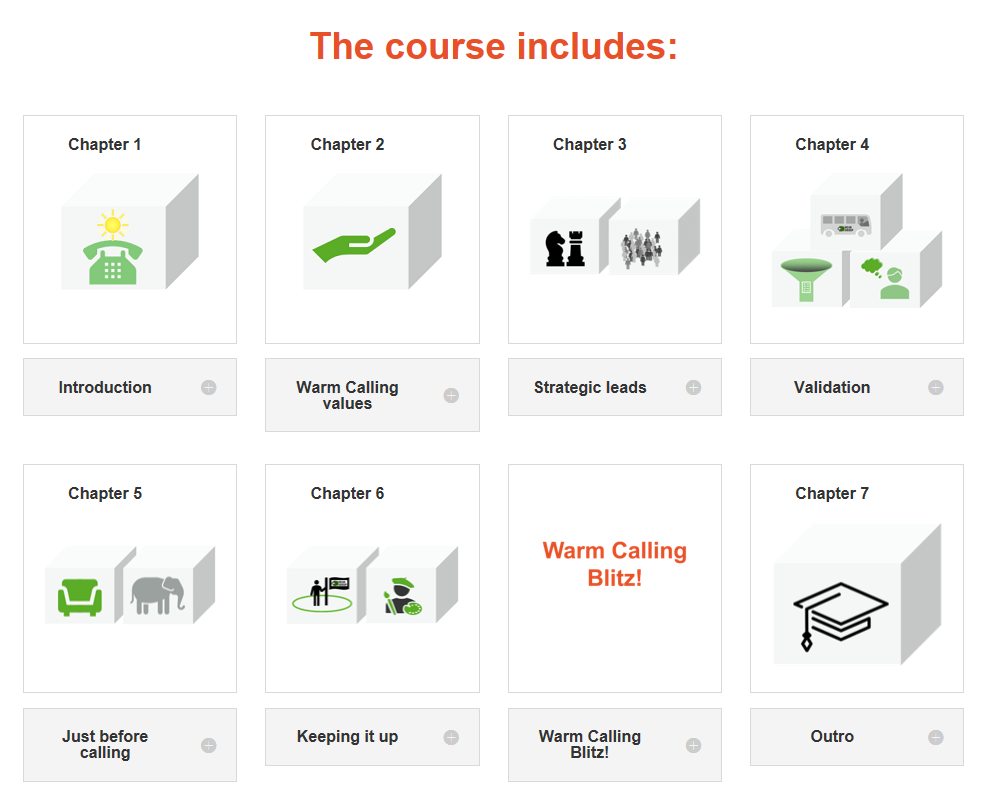 The course includes:
Chapter 1
Chapter 2
Chapter 3
Chapter 4
Introduction
Warm Calling
values
Strategic leads
Validation
Chapter 5
Chapter 6
Warm Calling
Blitz!
Chapter 7
Just before
calling
Keeping it up
Warm Calling
Blitz!
Outro